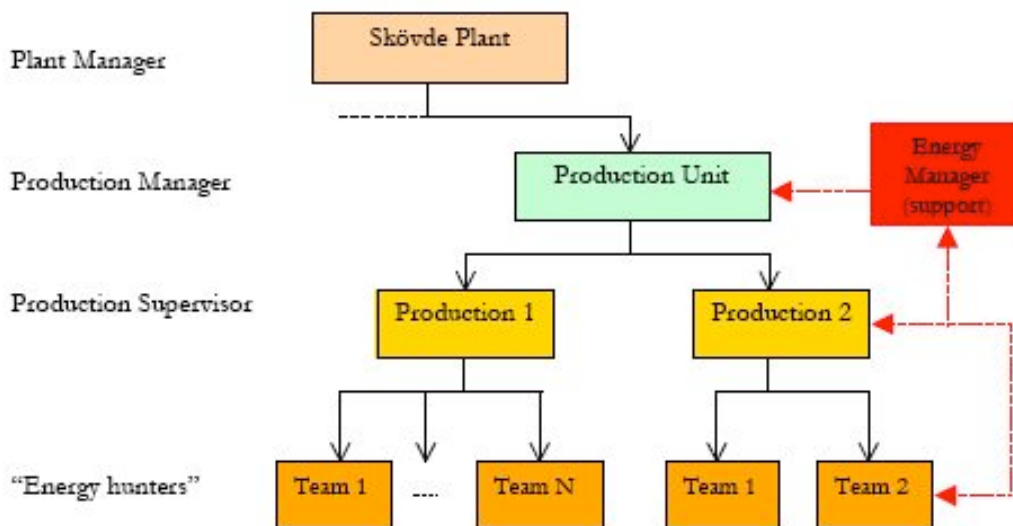 Skövde Plant
Plant Manager
Energy
Manager
(support)
Production Manager
Production Unit
Production Supervisor
Production 1
Production 2
“Energy hunters”
Team 1
Team N
Team 1
Team 2